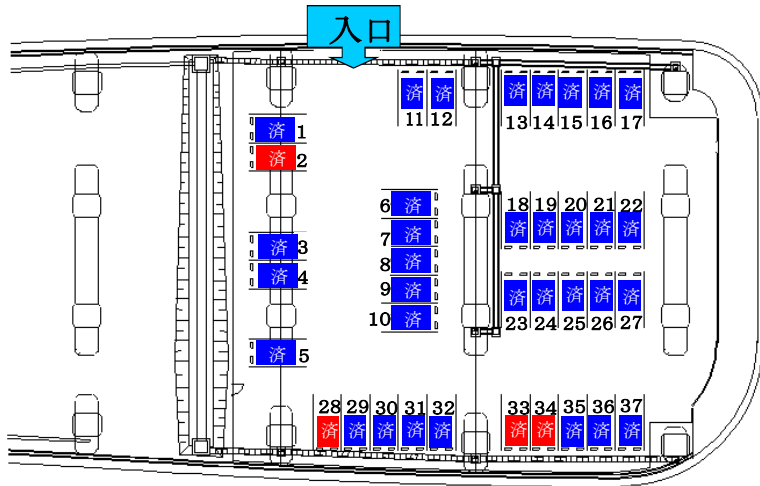 入口
済 済
11 12
済 済 済 済 済
13 14 15 16 17
済 1
済 2
6 済
7 済
8 済
9 済
10 済
18 19 20 21 22
済 済 済 済 済
済 3
済 4
済 済 済 済 済
23 24 25 26 27
済 5
28 29 30 31 32
済 済 済 済 済
33 34 35 36 37
済 済 済 済 済